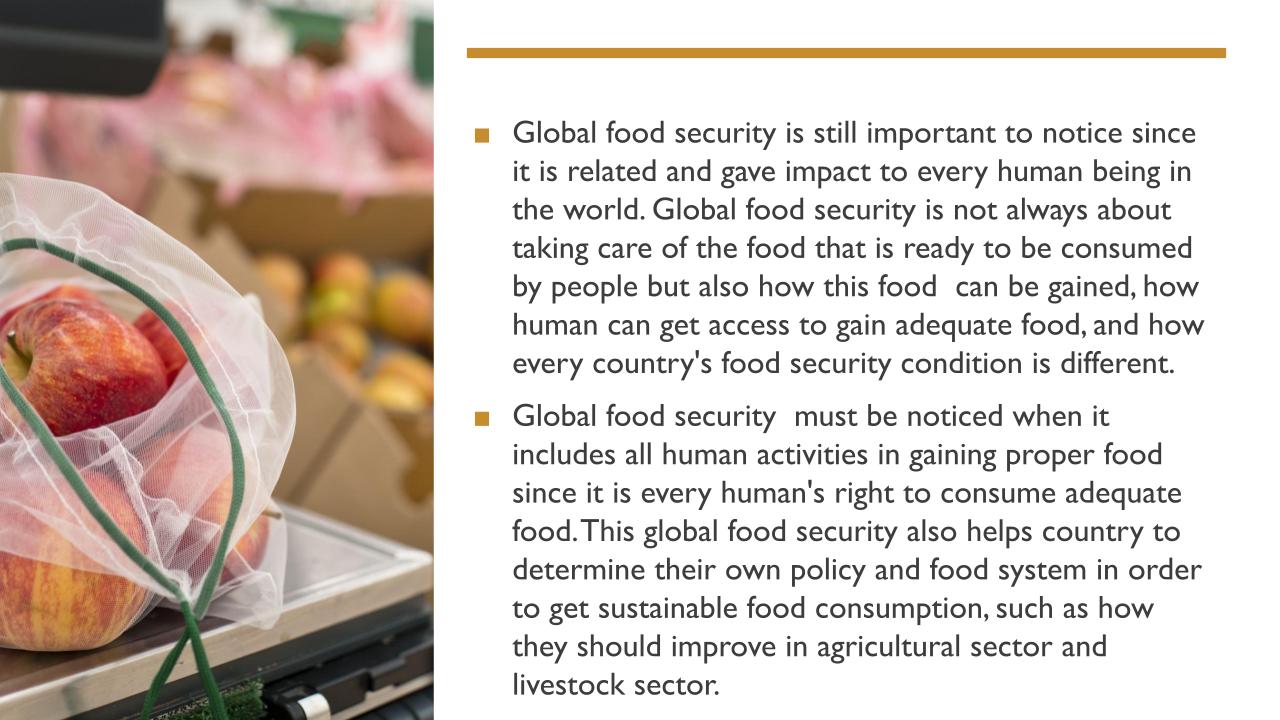 Global food security is still important to notice since
it is related and gave impact to every human being in
the world. Global food security is not always about
taking care of the food that is ready to be consumed
by people but also how this food  can be gained, how
human can get access to gain adequate food, and how
every country's food security condition is different.
Global food security  must be noticed when it
includes all human activities in gaining proper food
since it is every human's right to consume adequate
food. This global food security also helps country to
determine their own policy and food system in order
to get sustainable food consumption, such as how
they should improve in agricultural sector and
livestock sector.